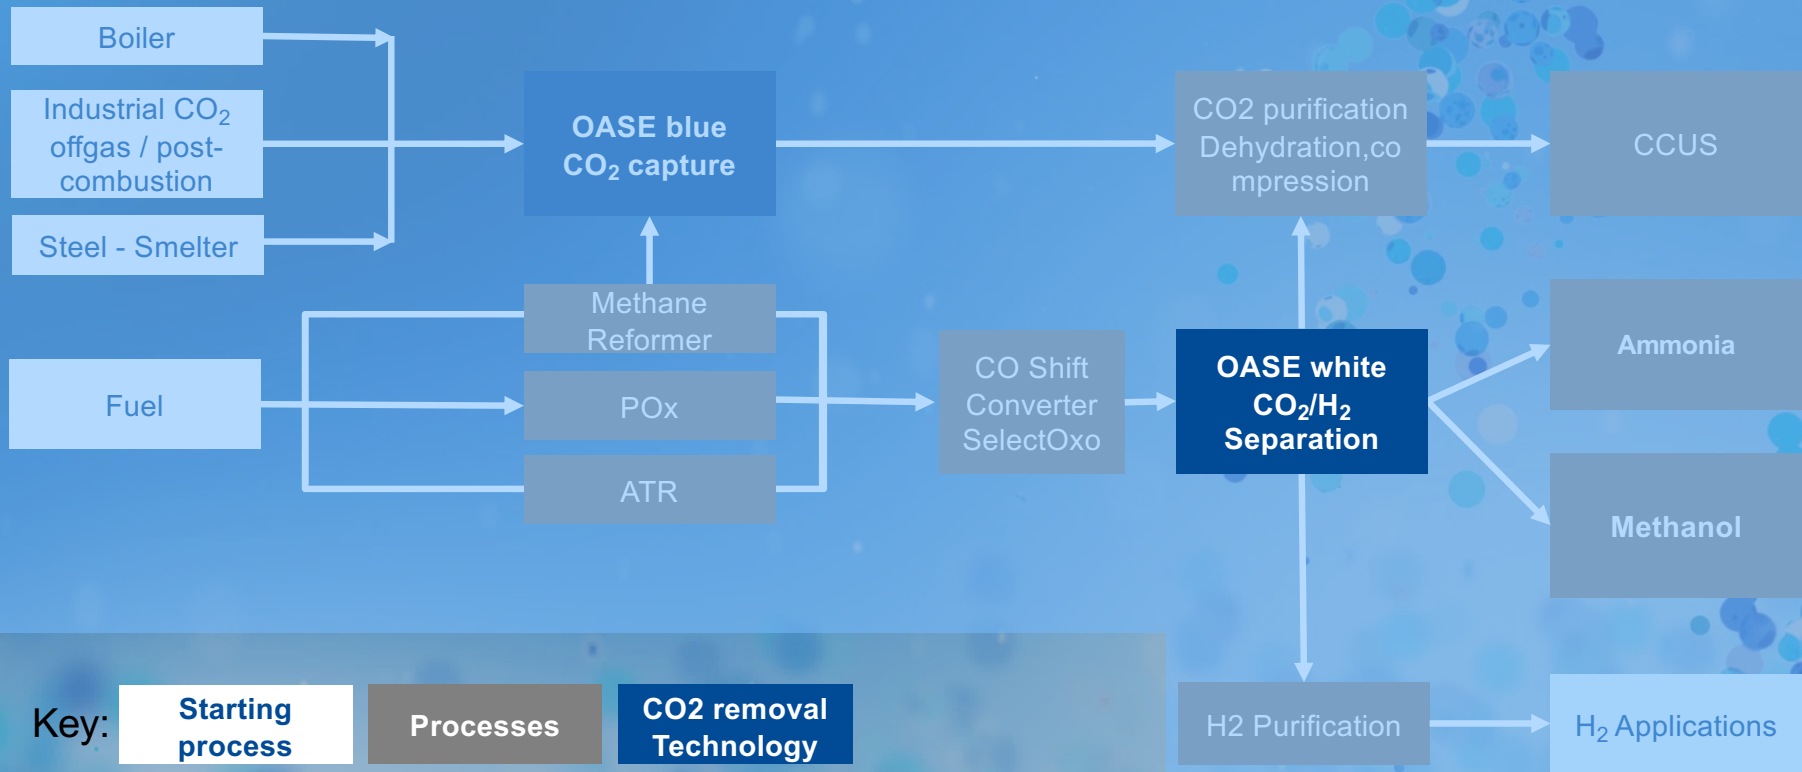 Boiler
Industrial CO₂
offgas / post-
combustion
Steel - Smelter
Fuel
OASE blue
CO₂ capture
Methane
Reformer
POx
ATR
CO Shift
Converter
SelectOxo
CO2 purification
Dehydration,co
mpression
OASE white
CO₂/H₂
Separation
CCUS
Ammonia
Methanol
H2 Purification
H₂ Applications
Key:
Starting
process
Processes
CO2 removal
Technology